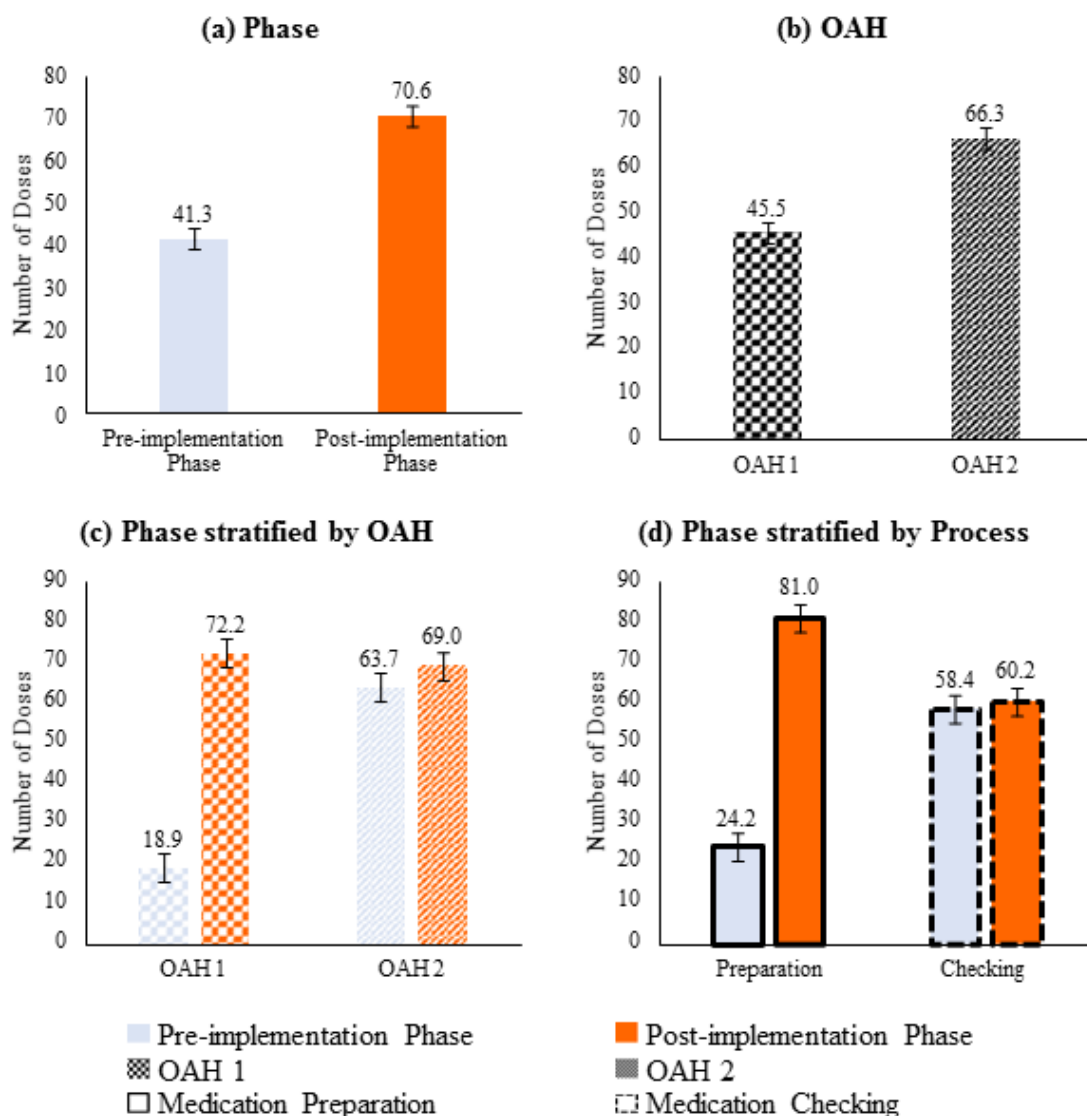 (a) Phase
80
70
60
50
40
30
20
10
0
Number of Doses
41.3
70.6
Pre-implementation Phase
Post-implementation Phase
(b) OAH
80
70
60
50
40
30
20
10
0
Number of Doses
45.5
66.3
OAH 1
OAH 2
(c) Phase stratified by OAH
90
80
70
60
50
40
30
20
10
0
Number of Doses
18.9
72.2
63.7
69.0
OAH 1
OAH 2
(d) Phase stratified by Process
90
80
70
60
50
40
30
20
10
0
Number of Doses
24.2
81.0
58.4
60.2
Preparation
Checking
Pre-implementation Phase
Post-implementation Phase
OAH 1
OAH 2
Medication Preparation
Medication Checking